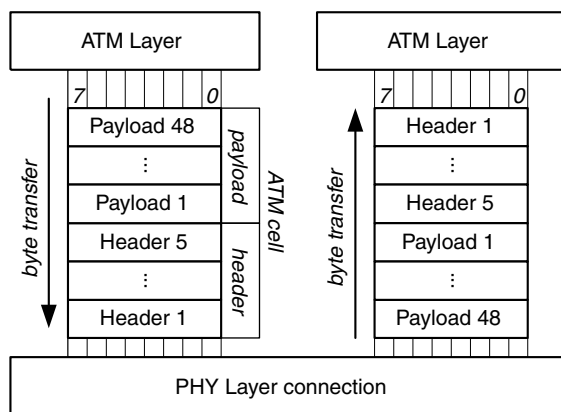 ATM Layer
7 0
Payload 48
...
Payload 1
Header 5
...
Header 1
byte transfer
payload
header
ATM cell
ATM Layer
7 0
Header 1
...
Header 5
Payload 1
...
Payload 48
byte transfer
PHY Layer connection